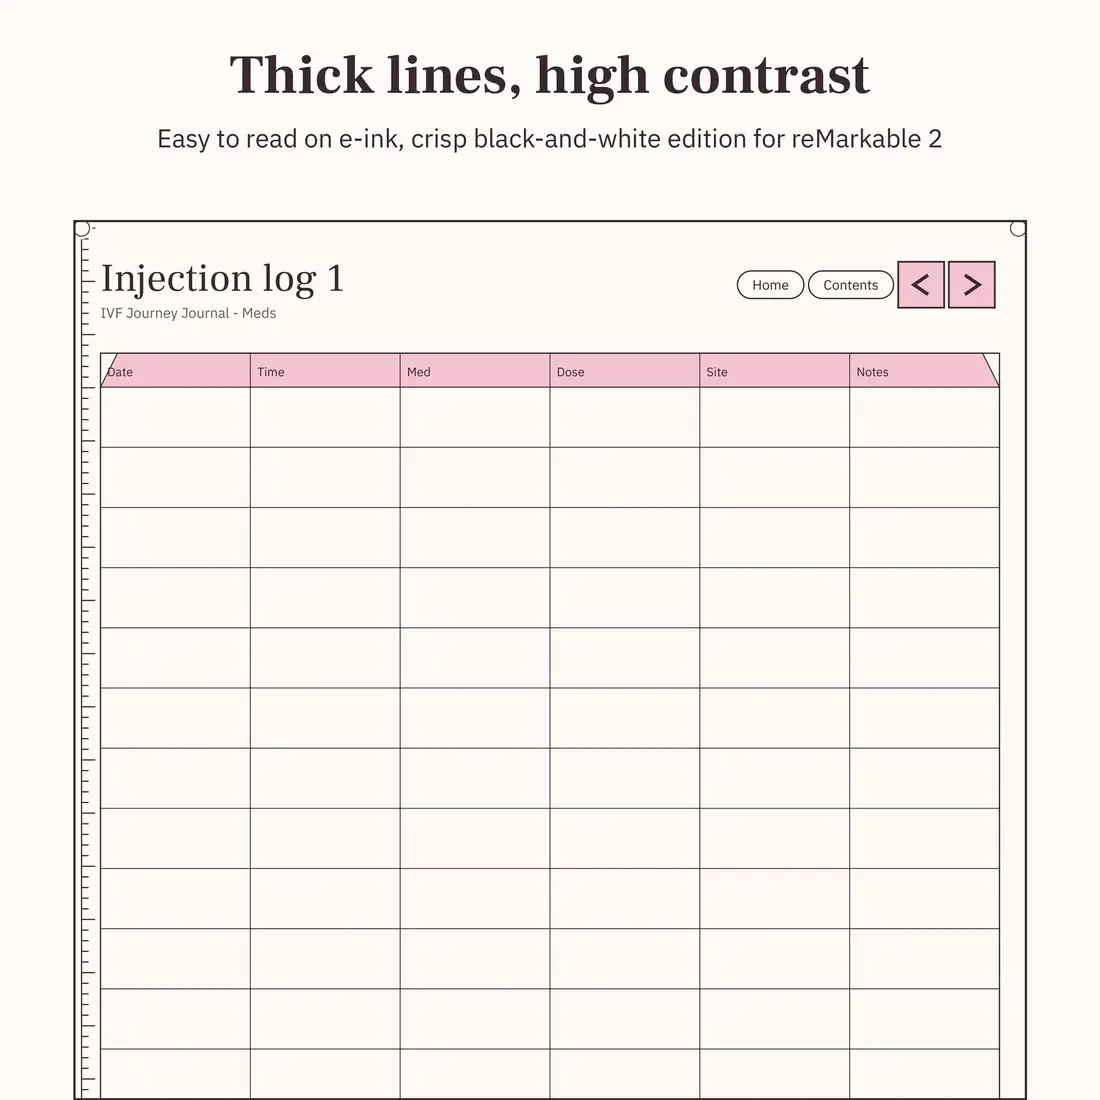 Thick lines, high contrast
Easy to read on e-ink, crisp black-and-white edition for reMarkable 2
Injection log 1
Home Contents < >
IVF Journey Journal - Meds
Date Time Med Dose Site Notes